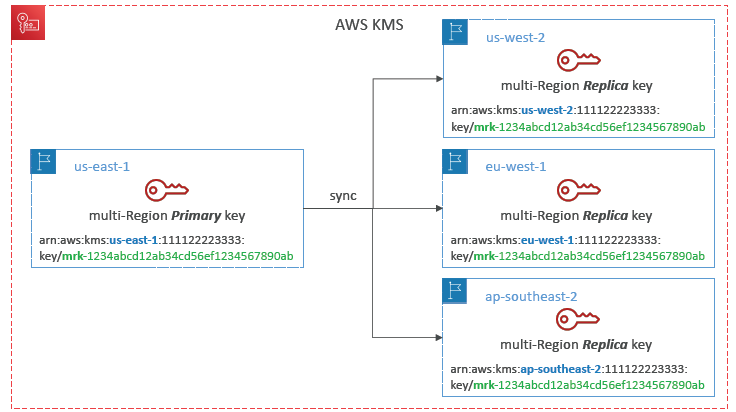 AWS KMS
us-east-1
multi-Region Primary key
arn:aws:kms:us-east-1:111122223333:
key/mrk-1234abcd12ab34cd56ef1234567890ab
sync
us-west-2
multi-Region Replica key
arn:aws:kms:us-west-2:111122223333:
key/mrk-1234abcd12ab34cd56ef1234567890ab
eu-west-1
multi-Region Replica key
arn:aws:kms:eu-west-1:111122223333:
key/mrk-1234abcd12ab34cd56ef1234567890ab
ap-southeast-2
multi-Region Replica key
arn:aws:kms:ap-southeast-2:111122223333:
key/mrk-1234abcd12ab34cd56ef1234567890ab